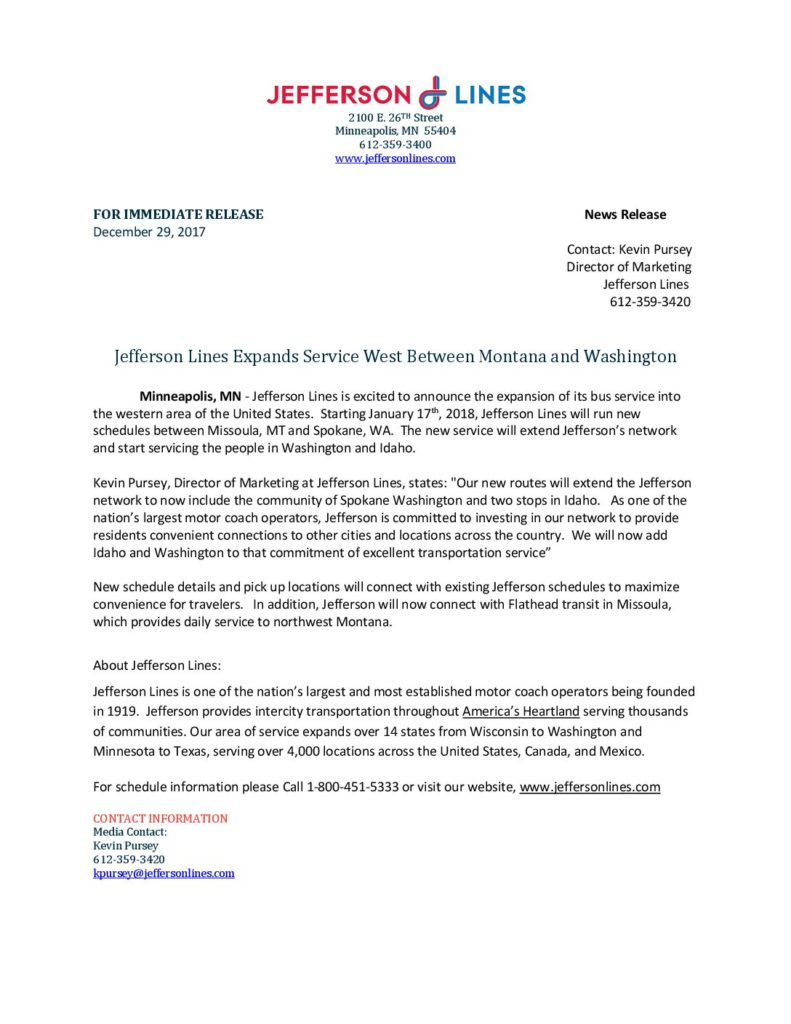 JEFFERSON LINES
2100 E. 26TH Street
Minneapolis, MN 55404
612-359-3400
www.jeffersonlines.com
FOR IMMEDIATE RELEASE
December 29, 2017
News Release
Contact: Kevin Pursey
Director of Marketing
Jefferson Lines
612-359-3420
Jefferson Lines Expands Service West Between Montana and Washington
Minneapolis, MN - Jefferson Lines is excited to announce the expansion of its bus service into
the western area of the United States. Starting January 17th, 2018, Jefferson Lines will run new
schedules between Missoula, MT and Spokane, WA. The new service will extend Jefferson’s network
and start servicing the people in Washington and Idaho.
Kevin Pursey, Director of Marketing at Jefferson Lines, states: "Our new routes will extend the Jefferson
network to now include the community of Spokane Washington and two stops in Idaho. As one of the
nation’s largest motor coach operators, Jefferson is committed to investing in our network to provide
residents convenient connections to other cities and locations across the country. We will now add
Idaho and Washington to that commitment of excellent transportation service”
New schedule details and pick up locations will connect with existing Jefferson schedules to maximize
convenience for travelers. In addition, Jefferson will now connect with Flathead transit in Missoula,
which provides daily service to northwest Montana.
About Jefferson Lines:
Jefferson Lines is one of the nation’s largest and most established motor coach operators being founded
in 1919. Jefferson provides intercity transportation throughout America’s Heartland serving thousands
of communities. Our area of service expands over 14 states from Wisconsin to Washington and
Minnesota to Texas, serving over 4,000 locations across the United States, Canada, and Mexico.
For schedule information please Call 1-800-451-5333 or visit our website, www.jeffersonlines.com
CONTACT INFORMATION
Media Contact:
Kevin Pursey
612-359-3420
kpursey@jeffersonlines.com